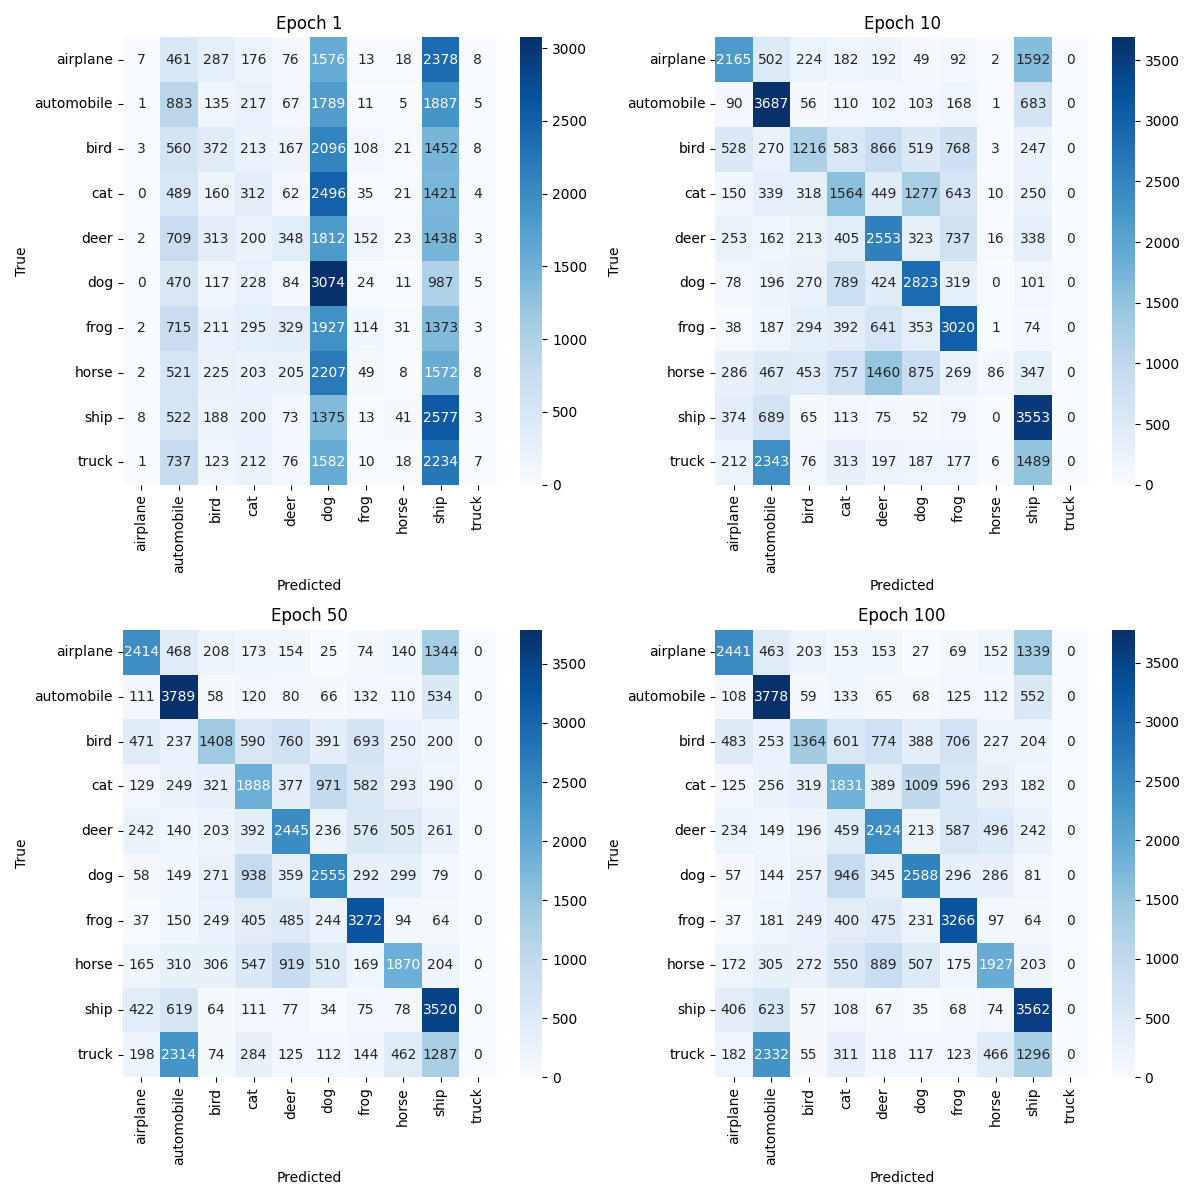 Epoch 1
airplane 7 461 287 176 76 1576 13 18 2378 8
automobile 1 883 135 217 67 1789 11 5 1887 5
bird 3 560 372 213 167 2096 108 21 1452 8
cat 0 489 160 312 62 2496 35 21 1421 4
deer 2 709 313 200 348 1812 152 23 1438 3
dog 0 470 117 228 84 3074 24 11 987 5
frog 2 715 211 295 329 1927 114 31 1373 3
horse 2 521 225 203 205 2207 49 8 1572 8
ship 8 522 188 200 73 1375 13 41 2577 3
truck 1 737 123 212 76 1582 10 18 2234 7
True
airplane automobile bird cat deer dog frog horse ship truck
Predicted
3000
2500
2000
1500
1000
500
0
Epoch 10
airplane 2165 502 224 182 192 49 92 2 1592 0
automobile 90 3687 56 110 102 103 168 1 683 0
bird 528 270 1216 583 866 519 768 3 247 0
cat 150 339 318 1564 449 1277 643 10 250 0
deer 253 162 213 405 2553 323 737 16 338 0
dog 78 196 270 789 424 2823 319 0 101 0
frog 38 187 294 392 641 353 3020 1 74 0
horse 286 467 453 757 1460 875 269 86 347 0
ship 374 689 65 113 75 52 79 0 3553 0
truck 212 2343 76 313 197 187 177 6 1489 0
True
airplane automobile bird cat deer dog frog horse ship truck
Predicted
3500
3000
2500
2000
1500
1000
500
0
Epoch 50
airplane 2414 468 208 173 154 25 74 140 1344 0
automobile 111 3789 58 120 80 66 132 110 534 0
bird 471 237 1408 590 760 391 693 250 200 0
cat 129 249 321 1888 377 971 582 293 190 0
deer 242 140 203 392 2445 236 576 505 261 0
dog 58 149 271 938 359 2555 292 299 79 0
frog 37 150 249 405 485 244 3272 94 64 0
horse 165 310 306 547 919 510 169 1870 204 0
ship 422 619 64 111 77 34 75 78 3520 0
truck 198 2314 74 284 125 112 144 462 1287 0
True
airplane automobile bird cat deer dog frog horse ship truck
Predicted
3500
3000
2500
2000
1500
1000
500
0
Epoch 100
airplane 2441 463 203 153 153 27 69 152 1339 0
automobile 108 3778 59 133 65 68 125 112 552 0
bird 483 253 1364 601 774 388 706 227 204 0
cat 125 256 319 1831 389 1009 596 293 182 0
deer 234 149 196 459 2424 213 587 496 242 0
dog 57 144 257 946 345 2588 296 286 81 0
frog 37 181 249 400 475 231 3266 97 64 0
horse 172 305 272 550 889 507 175 1927 203 0
ship 406 623 57 108 67 35 68 74 3562 0
truck 182 2332 55 311 118 117 123 466 1296 0
True
airplane automobile bird cat deer dog frog horse ship truck
Predicted
3500
3000
2500
2000
1500
1000
500
0